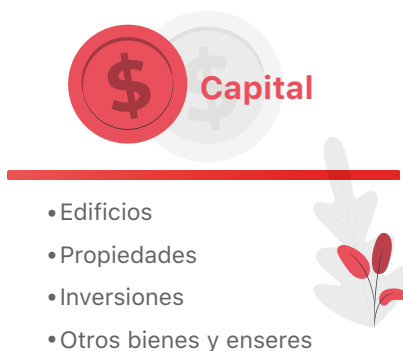 $ $ Capital
•Edificios
•Propiedades
•Inversiones
•Otros bienes y enseres